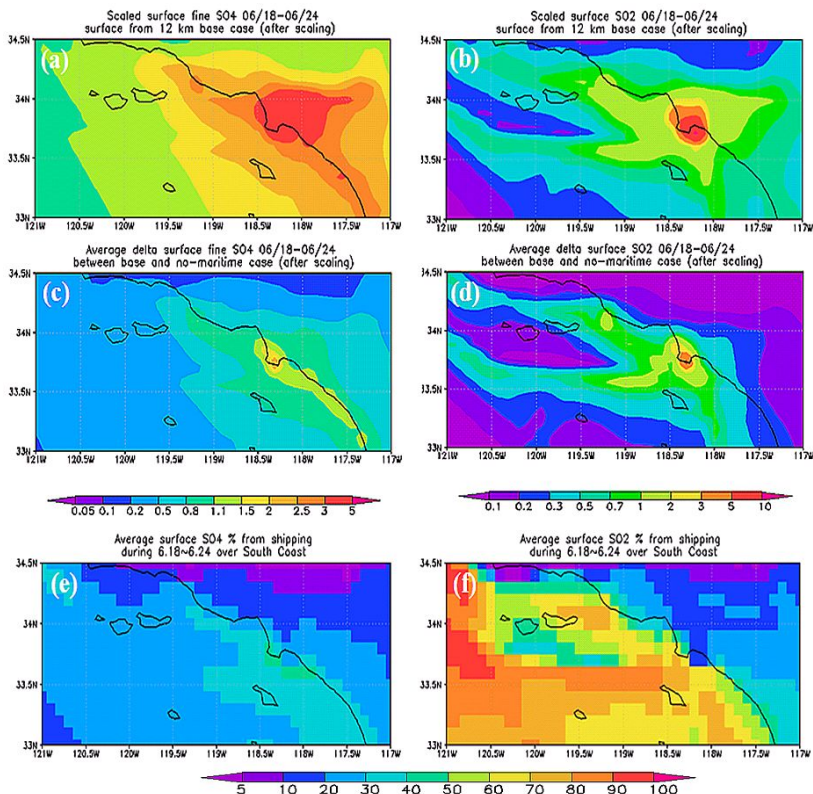 Scaled surface fine SO4 06/18-06/24
surface from 12 km base case (after scaling)
(a)
34.5N
34N
33.5N
33N
121W 120.5W 120W 119.5W 119W 118.5W 118W 117.5W 117W
Scaled surface SO2 06/18-06/24
surface from 12 km base case (after scaling)
(b)
34.5N
34N
33.5N
33N
121W 120.5W 120W 119.5W 119W 118.5W 118W 117.5W 117W
Average delta surface fine SO4 06/18-06/24
between base and no-maritime case (after scaling)
(c)
34.5N
34N
33.5N
33N
121W 120.5W 120W 119.5W 119W 118.5W 118W 117.5W 117W
Average delta surface SO2 06/18-06/24
between base and no-maritime case (after scaling)
(d)
34.5N
34N
33.5N
33N
121W 120.5W 120W 119.5W 119W 118.5W 118W 117.5W 117W
0.05 0.1 0.2 0.5 0.8 1.1 1.5 2 2.5 3 5
0.1 0.2 0.3 0.5 0.7 1 2 3 5 10
Average surface SO4 % from shipping
during 6.18~6.24 over South Coast
(e)
34.5N
34N
33.5N
33N
121W 120.5W 120W 119.5W 119W 118.5W 118W 117.5W 117W
Average surface SO2 % from shipping
during 6.18~6.24 over South Coast
(f)
34.5N
34N
33.5N
33N
121W 120.5W 120W 119.5W 119W 118.5W 118W 117.5W 117W
5 10 20 30 40 50 60 70 80 90 100